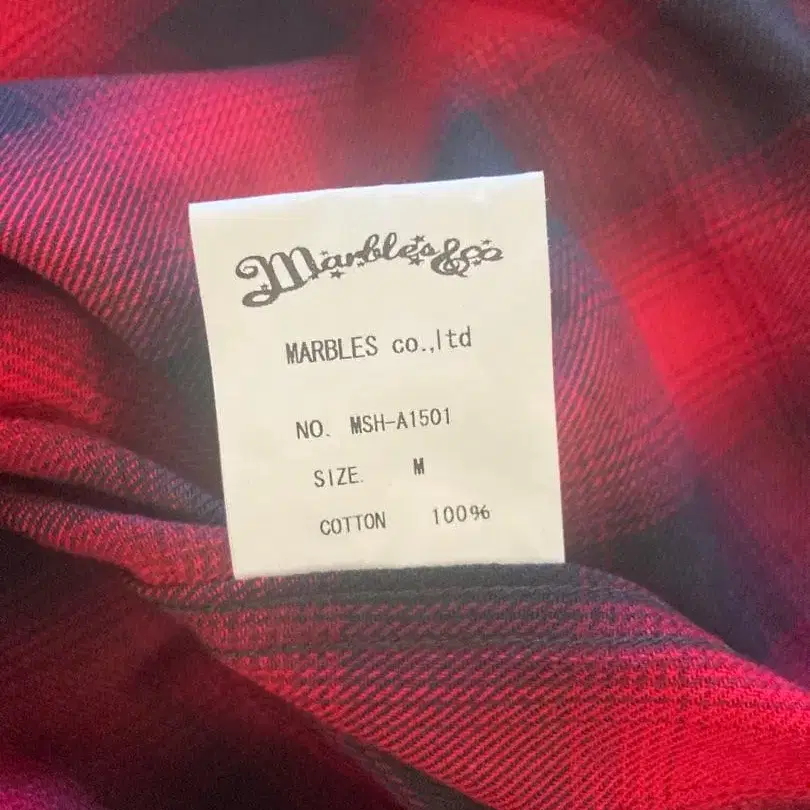 Marbles&co
MARBLES co.,ltd
NO. MSH-A1501
SIZE. M
COTTON 100%